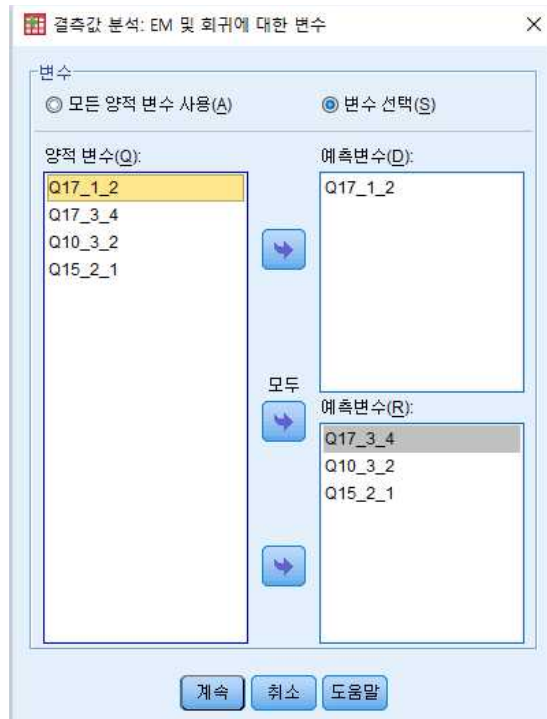 결측값 분석: EM 및 회귀에 대한 변수
변수
모든 양적 변수 사용(A)
변수 선택(S)
양적 변수(Q):
Q17_1_2
Q17_3_4
Q10_3_2
Q15_2_1
예측변수(D):
Q17_1_2
모두
예측변수(R):
Q17_3_4
Q10_3_2
Q15_2_1
계속
취소
도움말